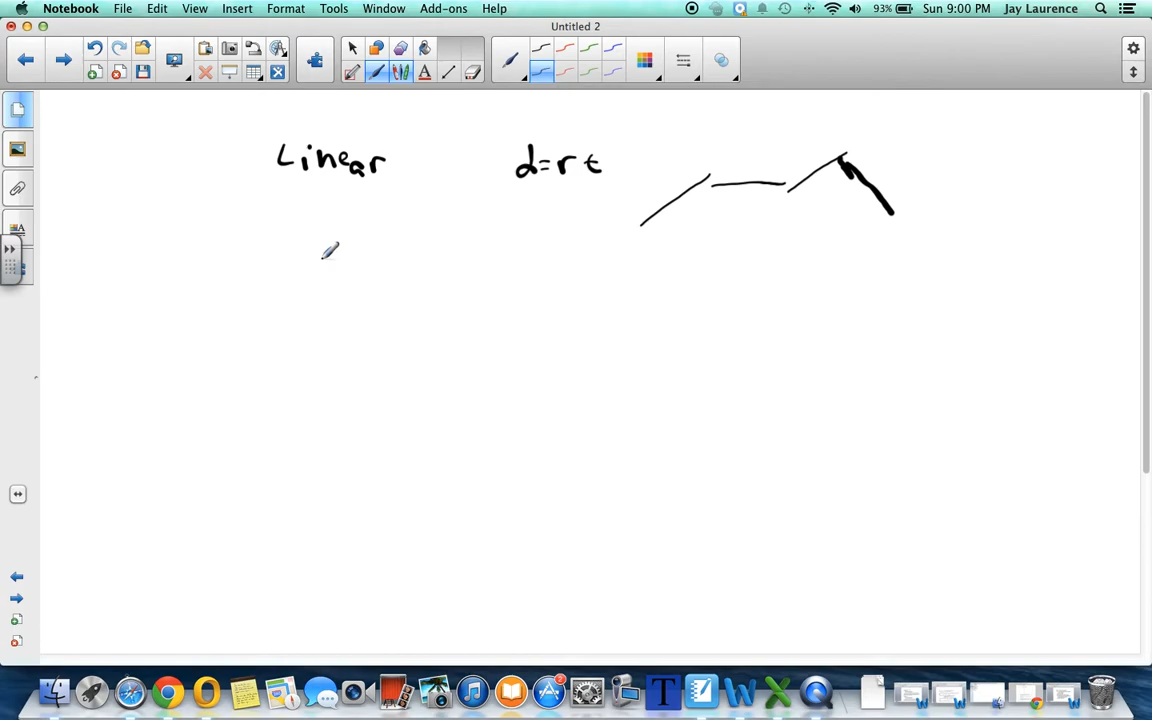 Notebook File Edit View Insert Format Tools Window Add-ons Help 93% Sun 9:00 PM Jay Laurence
Untitled 2
Linear d=rt